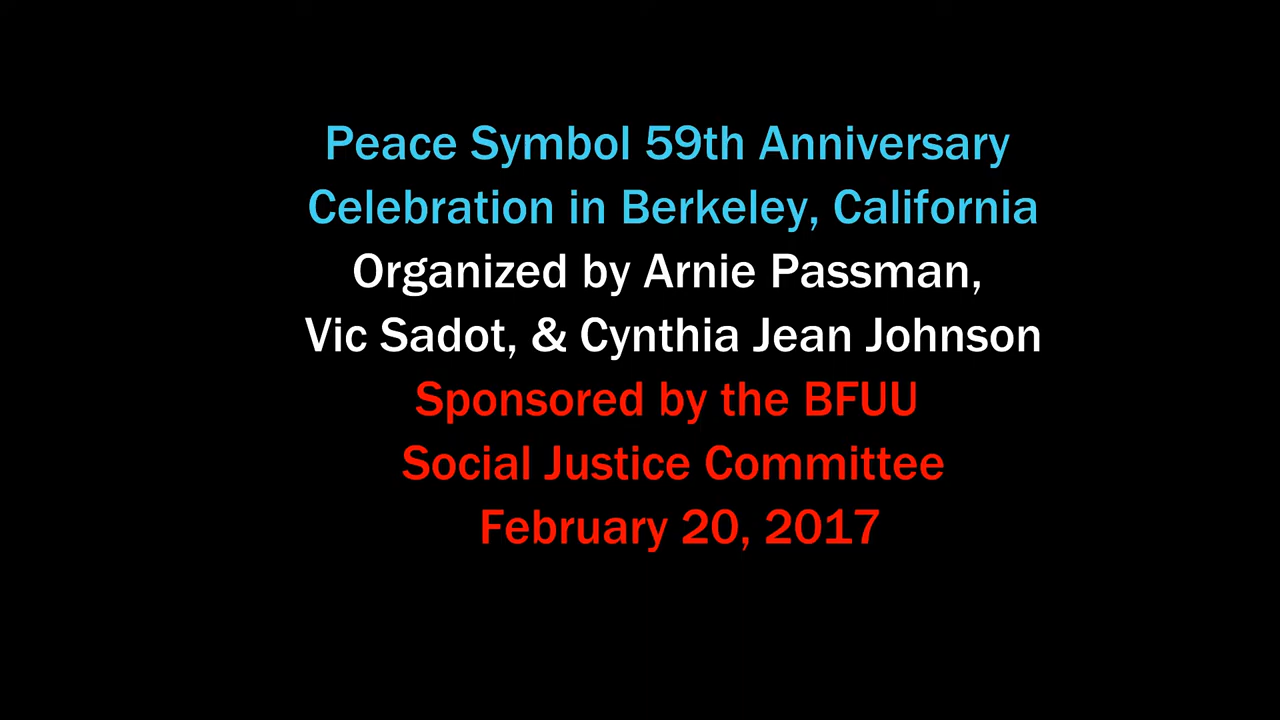 Peace Symbol 59th Anniversary
Celebration in Berkeley, California
Organized by Arnie Passman,
Vic Sadot, & Cynthia Jean Johnson
Sponsored by the BFUU
Social Justice Committee
February 20, 2017